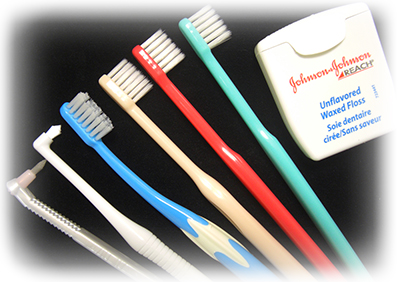 Johnson & Johnson
REACH®
Unflavored
Waxed Floss
Soie dentaire
cirée/Sans saveur